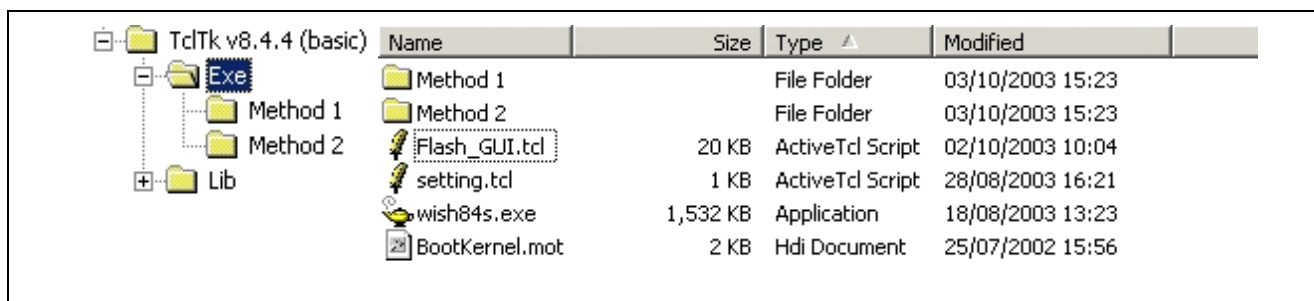 TclTk v8.4.4 (basic)
Exe
Method 1
Method 2
Lib
Name Size Type Modified
Method 1 File Folder 03/10/2003 15:23
Method 2 File Folder 03/10/2003 15:23
Flash_GUI.tcl 20 KB ActiveTcl Script 02/10/2003 10:04
setting.tcl 1 KB ActiveTcl Script 28/08/2003 16:21
wish84s.exe 1,532 KB Application 18/08/2003 13:23
BootKernel.mot 2 KB Hdi Document 25/07/2002 15:56